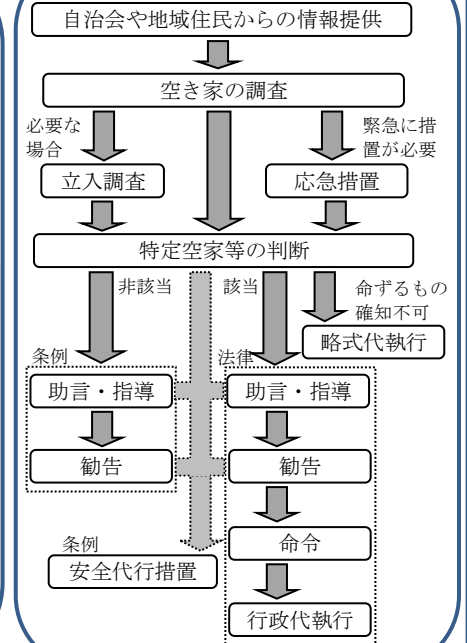 自治会や地域住民からの情報提供
空き家の調査
必要な
場合
緊急に措
置が必要
立入調査
応急措置
特定空家等の判断
非該当
該当
命ずるもの
確知不可
略式代執行
条例
法律
助言・指導
助言・指導
勧告
勧告
命令
条例
安全代行措置
行政代執行